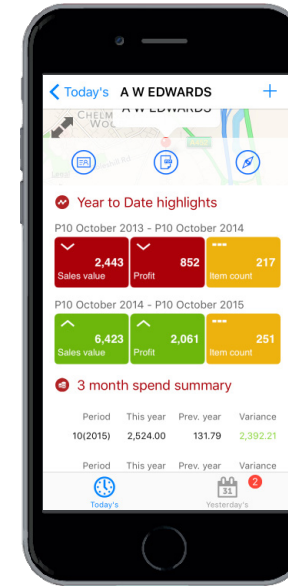 Today's A W EDWARDS +
CHELM
WOO
A W EDWARDS
Year to Date highlights
P10 October 2013 - P10 October 2014
2,443 852 217
Sales value Profit Item count
P10 October 2014 - P10 October 2015
6,423 2,061 251
Sales value Profit Item count
3 month spend summary
Period This year Prev. year Variance
10(2015) 2,524.00 131.79 2,392.21
Period This year Prev. year Variance
31 2
Today's Yesterday's